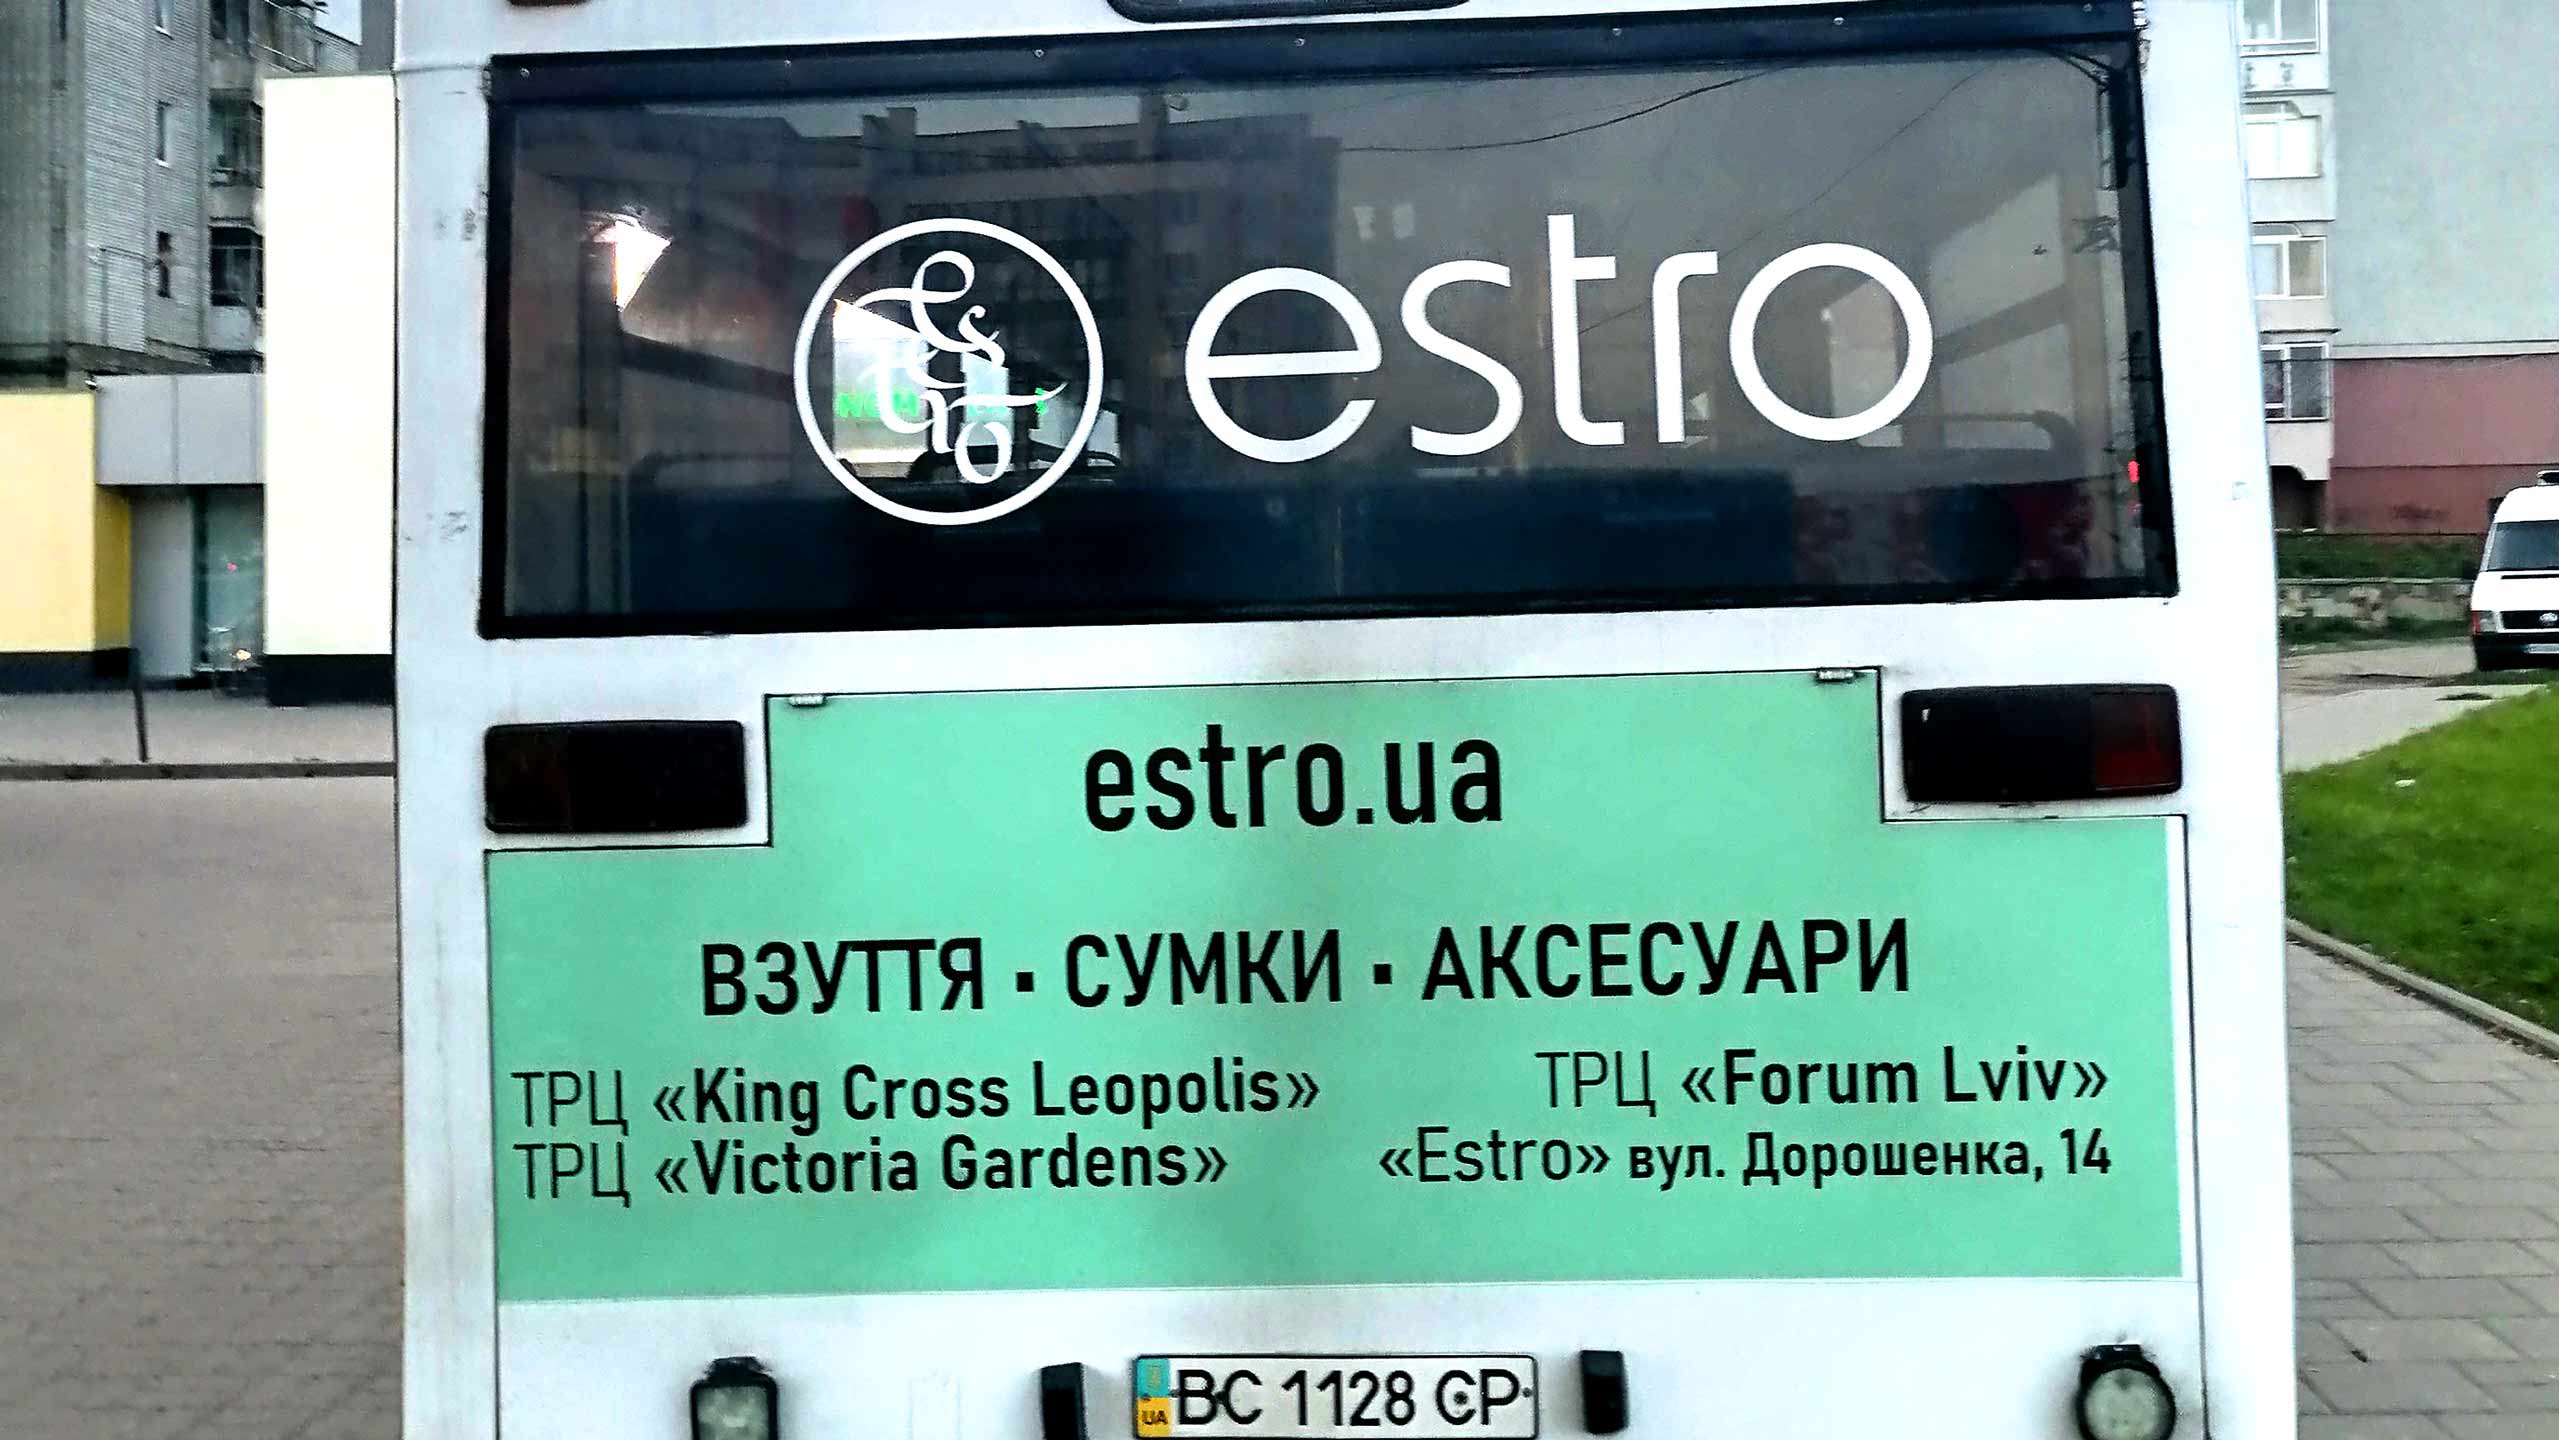 estro
estro
estro.ua
ВЗУТТЯ · СУМКИ · АКСЕСУАРИ
ТРЦ «King Cross Leopolis»
ТРЦ «Forum Lviv»
ТРЦ «Victoria Gardens»
«Estro» вул. Дорошенка, 14
UA
BC 1128 CP